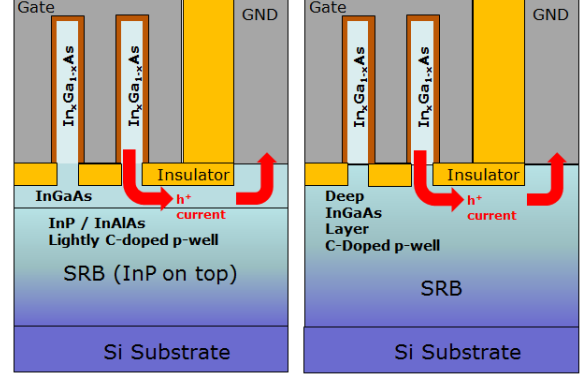 Gate
GND
InxGa1-xAs
InxGa1-xAs
Insulator
InGaAs
h+
current
InP / InAlAs
Lightly C-doped p-well
SRB (InP on top)
Si Substrate
Gate
GND
InxGa1-xAs
InxGa1-xAs
Insulator
Deep
InGaAs
Layer
C-Doped p-well
h+
current
SRB
Si Substrate